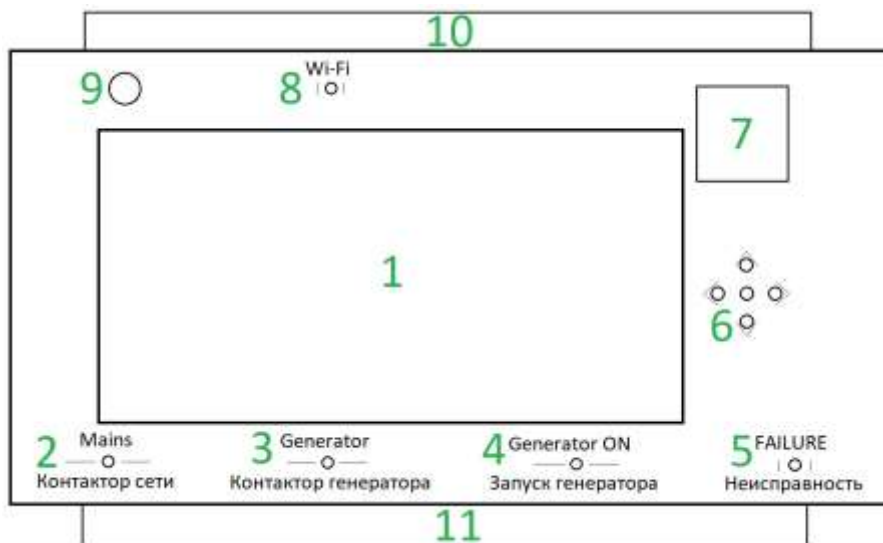 10
9
Wi-Fi
8
7
1
6
2 Mains
Контактор сети
3 Generator
Контактор генератора
4 Generator ON
Запуск генератора
5 FAILURE
Неисправность
11